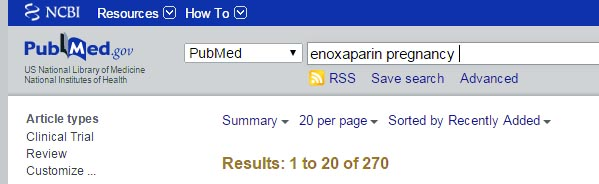 NCBI Resources How To
PubMed.gov
US National Library of Medicine
National Institutes of Health
PubMed enoxaparin pregnancy
RSS Save search Advanced
Article types
Clinical Trial
Review
Customize ...
Summary 20 per page Sorted by Recently Added
Results: 1 to 20 of 270